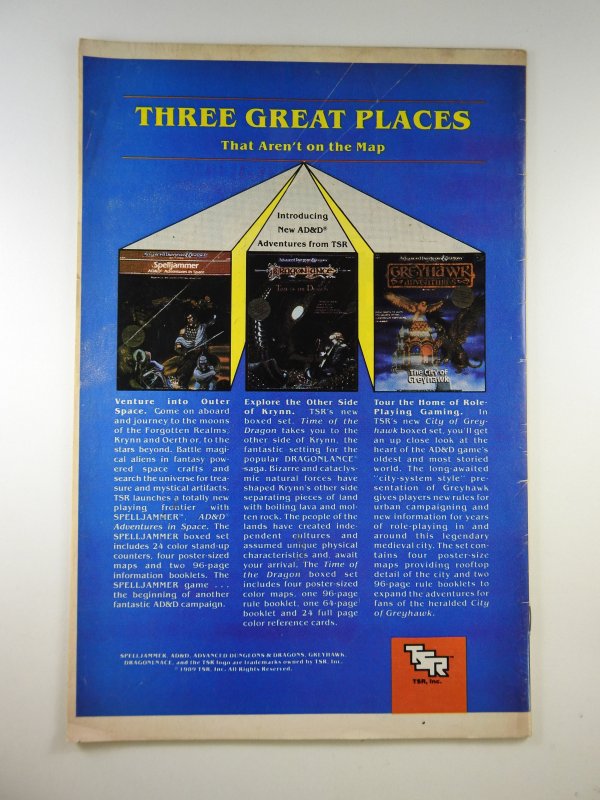 THREE GREAT PLACES
That Aren't on the Map
Introducing
New AD&D®
Adventures from TSR
Advanced Dungeons & Dragons
Spelljammer
AD&D Adventures in Space
Advanced Dungeons & Dragons
DRAGONLANCE
Time of the Dragon
Advanced Dungeons & Dragons
GREYHAWK
ADVENTURES
The City of
Greyhawk
Venture into Outer
Space. Come on aboard
and journey to the moons
of the Forgotten Realms,
Krynn and Oerth or, to the
stars beyond. Battle magi-
cal aliens in fantasy pow-
ered space crafts and
search the universe for trea-
sure and mystical artifacts.
TSR launches a totally new
playing frontier with
SPELLJAMMER™, AD&D®
Adventures in Space. The
SPELLJAMMER boxed set
includes 24 color stand-up
counters, four poster-sized
maps and two 96-page
information booklets. The
SPELLJAMMER game . . .
the beginning of another
fantastic AD&D campaign.
Explore the Other Side
of Krynn. TSR's new
boxed set, Time of the
Dragon takes you to the
other side of Krynn, the
fantastic setting for the
popular DRAGONLANCE®
saga. Bizarre and cataclys-
mic natural forces have
shaped Krynn's other side
separating pieces of land
with boiling lava and mol-
ten rock. The people of the
lands have created inde-
pendent cultures and
assumed unique physical
characteristics and, await
your arrival. The Time of
the Dragon boxed set
includes four poster-sized
color maps, one 96-page
rule booklet, one 64-page
booklet and 24 full page
color reference cards.
Tour the Home of Role-
Playing Gaming. In
TSR's new City of Grey-
hawk boxed set, you'll get
an up close look at the
heart of the AD&D game's
oldest and most storied
world. The long-awaited
"city-system style" pre-
sentation of Greyhawk
gives players new rules for
urban campaigning and
new information for years
of role-playing in and
around this legendary
medieval city. The set con-
tains four poster-size
maps providing rooftop
detail of the city and two
96-page rule booklets to
expand the adventures for
fans of the heralded City
of Greyhawk.
SPELLJAMMER, AD&D, ADVANCED DUNGEONS & DRAGONS, GREYHAWK,
DRAGONLNACE, and the TSR logo are trademarks owned by TSR, Inc.
©1989 TSR, Inc. All Rights Reserved.
TSR™
TSR, Inc.